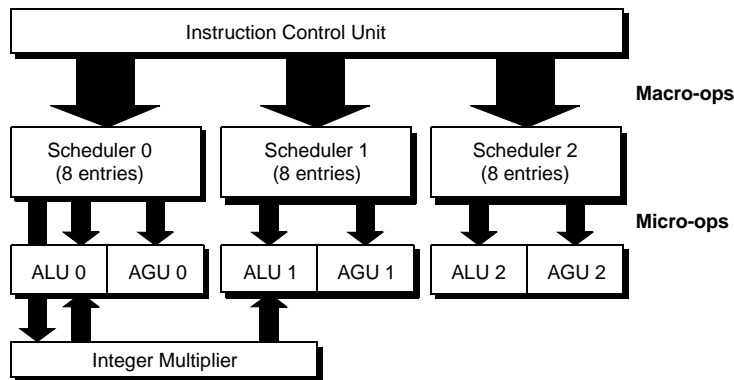 Instruction Control Unit
Macro-ops
Scheduler 0
(8 entries)
Scheduler 1
(8 entries)
Scheduler 2
(8 entries)
Micro-ops
ALU 0
AGU 0
ALU 1
AGU 1
ALU 2
AGU 2
Integer Multiplier